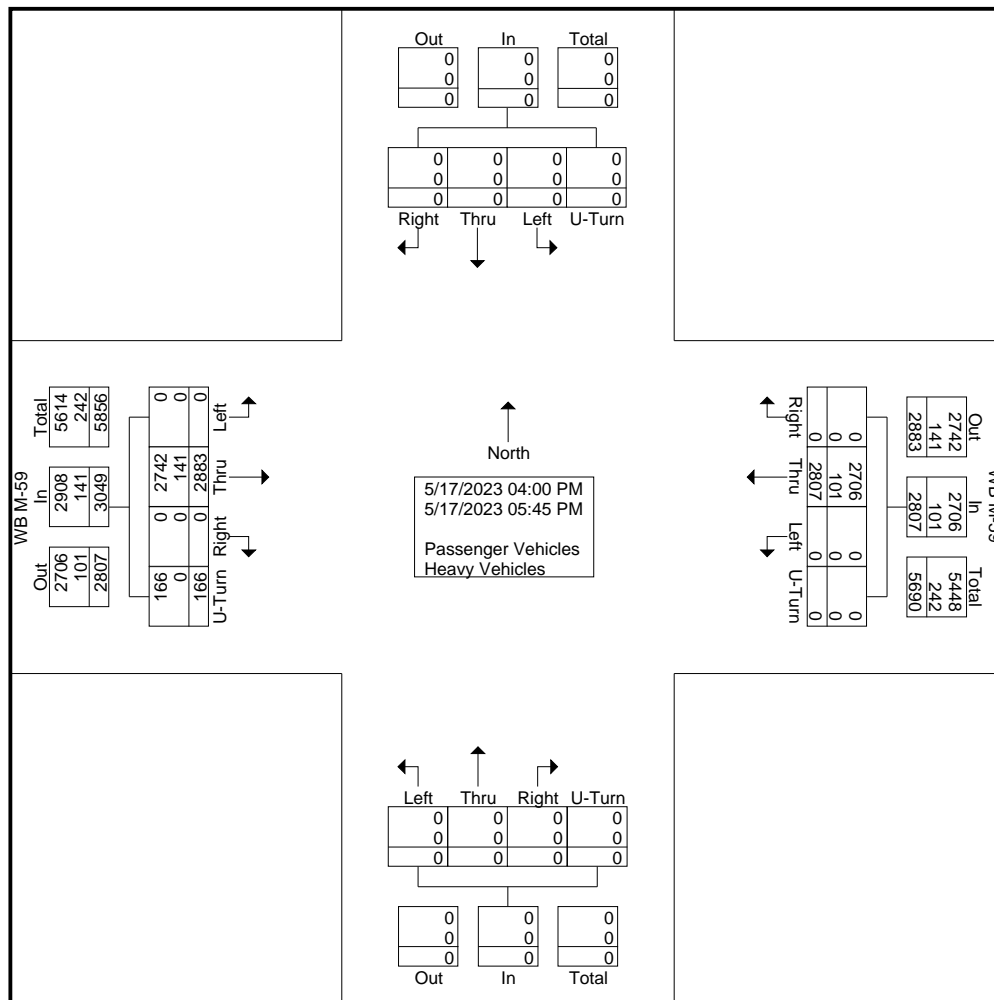 Out In Total
0 0 0
0 0 0
0 0 0
0 0 0 0
0 0 0 0
0 0 0 0
Right Thru Left U-Turn
WB M-59
Total In Out
5614 2908 2706
242 141 101
5856 3049 2807
0 2742 0 166
0 141 0 0
0 2883 0 166
Left Thru Right U-Turn
North
5/17/2023 04:00 PM
5/17/2023 05:45 PM
Passenger Vehicles
Heavy Vehicles
Right Thru Left U-Turn
0 2706 0 0
0 101 0 0
0 2807 0 0
Out In Total
2742 2706 5448
141 101 242
2883 2807 5690
Left Thru Right U-Turn
0 0 0 0
0 0 0 0
0 0 0 0
0 0 0
0 0 0
0 0 0
Out In Total